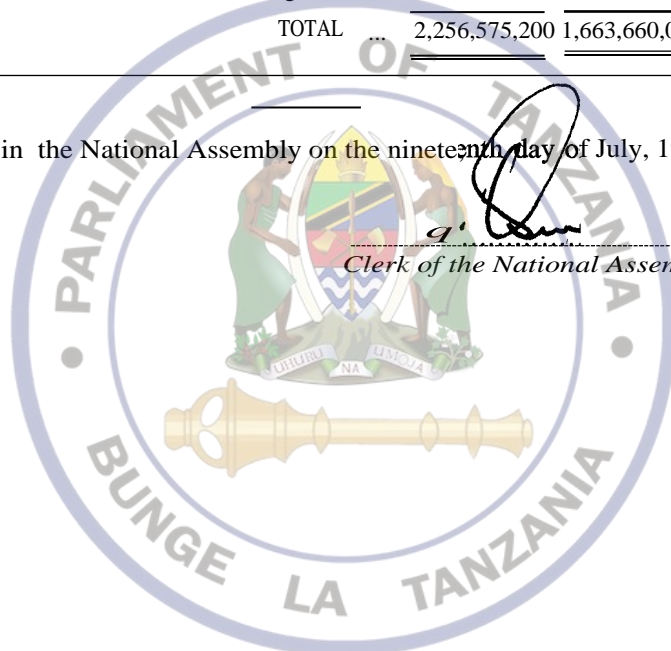 TOTAL ... 2,256,575,200 1,663,660,0
in the National Assembly on the nineteenth day of July, 1
Clerk of the National Assem
PARLIAMENT OF TANZANIA
UHURU NA UMOJA
BUNGE LA TANZANIA